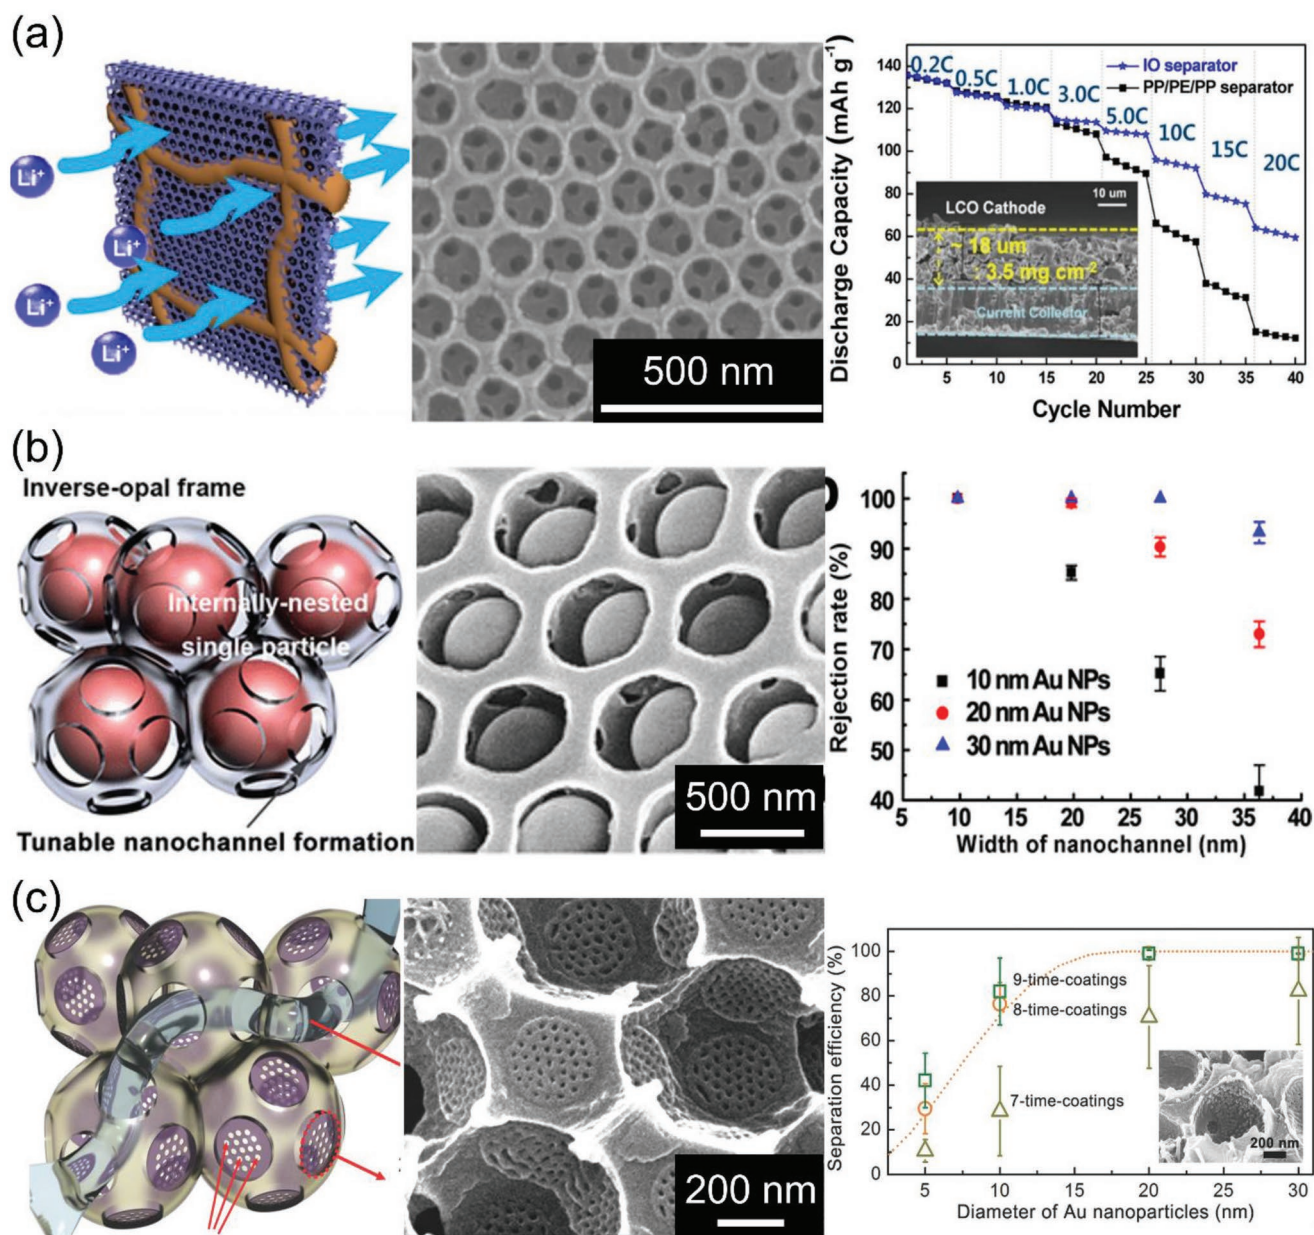 (a)
Li⁺
Li⁺
Li⁺
Li⁺
500 nm
Discharge Capacity (mAh g⁻¹)
140
120
100
80
60
40
20
0
0.2C
0.5C
1.0C
3.0C
5.0C
10C
15C
20C
IO separator
PP/PE/PP separator
10 um
LCO Cathode
~ 18 um
: 3.5 mg cm⁻²
Current Collector
5 10 15 20 25 30 35 40
Cycle Number
(b)
Inverse-opal frame
Internally-nested
single particle
Tunable nanochannel formation
500 nm
Rejection rate (%)
100
90
80
70
60
50
40
10 nm Au NPs
20 nm Au NPs
30 nm Au NPs
5 10 15 20 25 30 35 40
Width of nanochannel (nm)
(c)
200 nm
Separation efficiency (%)
100
80
60
40
20
0
9-time-coatings
8-time-coatings
7-time-coatings
200 nm
5 10 15 20 25 30
Diameter of Au nanoparticles (nm)